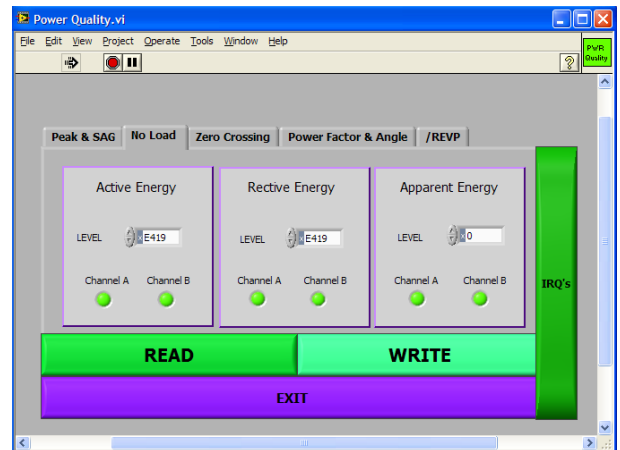 Power Quality.vi
File Edit View Project Operate Tools Window Help
PWR
Quality
?
Peak & SAG No Load Zero Crossing Power Factor & Angle /REVP
Active Energy Rective Energy Apparent Energy
LEVEL E419 LEVEL E419 LEVEL 0
Channel A Channel B Channel A Channel B Channel A Channel B
IRQ's
READ WRITE
EXIT